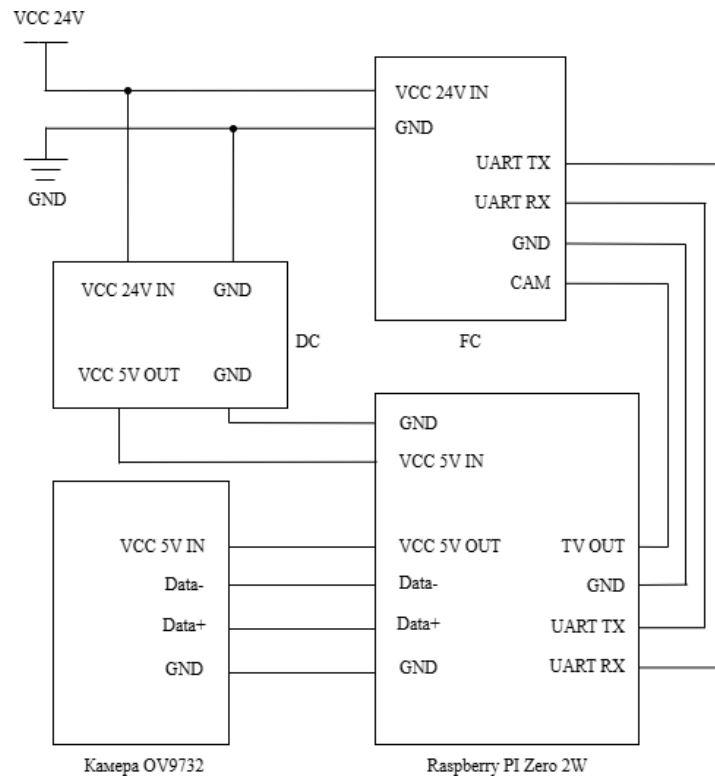 VCC 24V
VCC 24V IN
GND
UART TX
UART RX
GND
CAM
GND
VCC 24V IN GND
VCC 5V OUT GND
DC
FC
GND
VCC 5V IN
VCC 5V IN
Data-
Data+
GND
VCC 5V OUT TV OUT
Data- GND
Data+ UART TX
GND UART RX
Камера OV9732
Raspberry PI Zero 2W